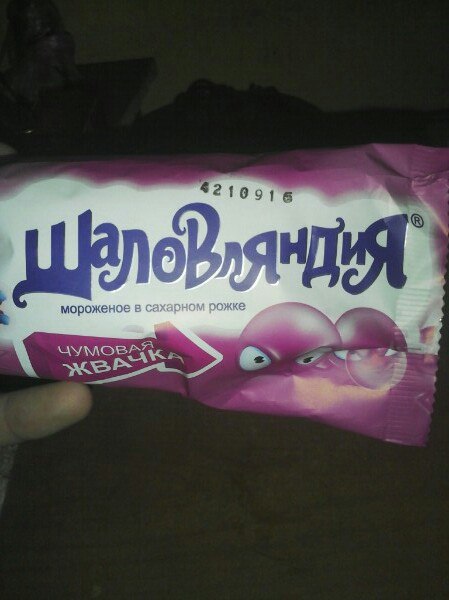 4210916
ШАЛОВЛЯНДИЯ®
мороженое в сахарном рожке
ЧУМОВАЯ
ЖВАЧКА